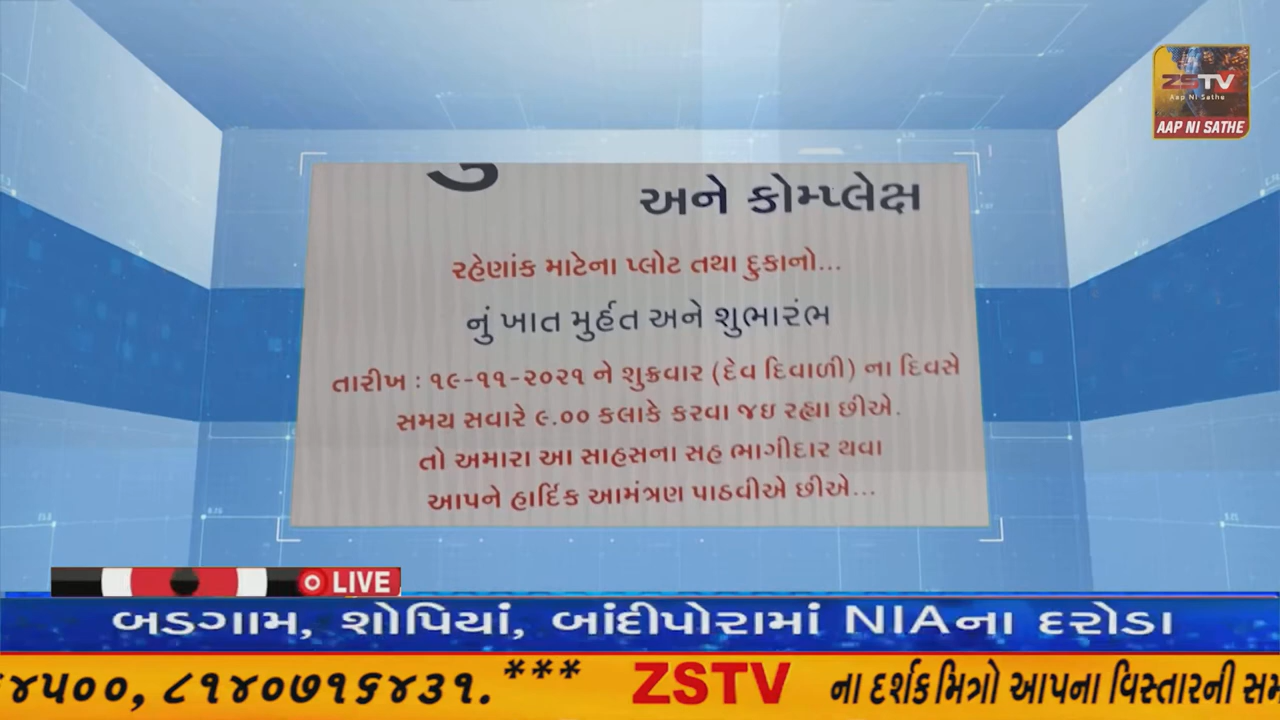 ZSTV
Aap Ni Sathe
AAP NI SATHE
અને કોમ્પ્લેક્ષ
રહેણાંક માટેના પ્લોટ તથા દુકાનો...
નું ખાત મુર્હત અને શુભારંભ
તારીખ : ૧૯-૧૧-૨૦૨૧ ને શુક્રવાર (દેવ દિવાળી) ના દિવસે
સમય સવારે ૯.૦૦ કલાકે કરવા જઇ રહ્યા છીએ.
તો અમારા આ સાહસના સહ ભાગીદાર થવા
આપને હાર્દિક આમંત્રણ પાઠવીએ છીએ...
LIVE
બડગામ, શોપિયાં, બાંદીપોરામાં NIAના દરોડા
૪૫૦૦, ૮૧૪૦૭૧૬૪૩૧.*** ZSTV ના દર્શક મિત્રો આપના વિસ્તારની સમ